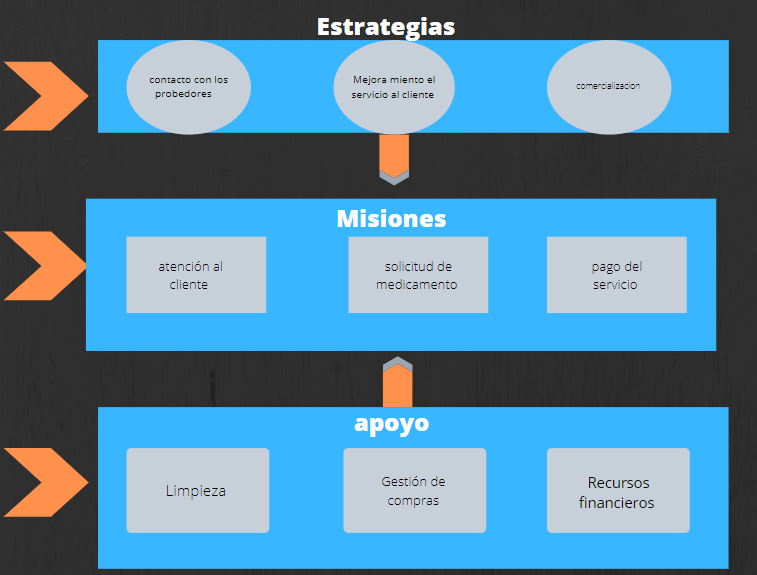 Estrategias
contacto con los
probedores
Mejora miento el
servicio al cliente
comercializacion
Misiones
atención al
cliente
solicitud de
medicamento
pago del
servicio
apoyo
Limpieza
Gestión de
compras
Recursos
financieros